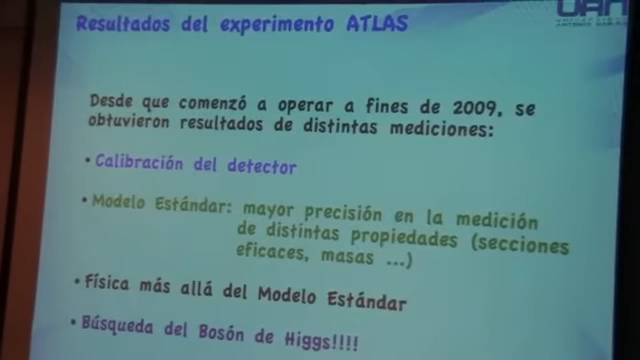 Resultados del experimento ATLAS
UAN
Desde que comenzó a operar a fines de 2009, se
obtuvieron resultados de distintas mediciones:
• Calibración del detector
• Modelo Estándar: mayor precisión en la medición
de distintas propiedades (secciones
eficaces, masas ...)
• Física más allá del Modelo Estándar
• Búsqueda del Bosón de Higgs!!!!